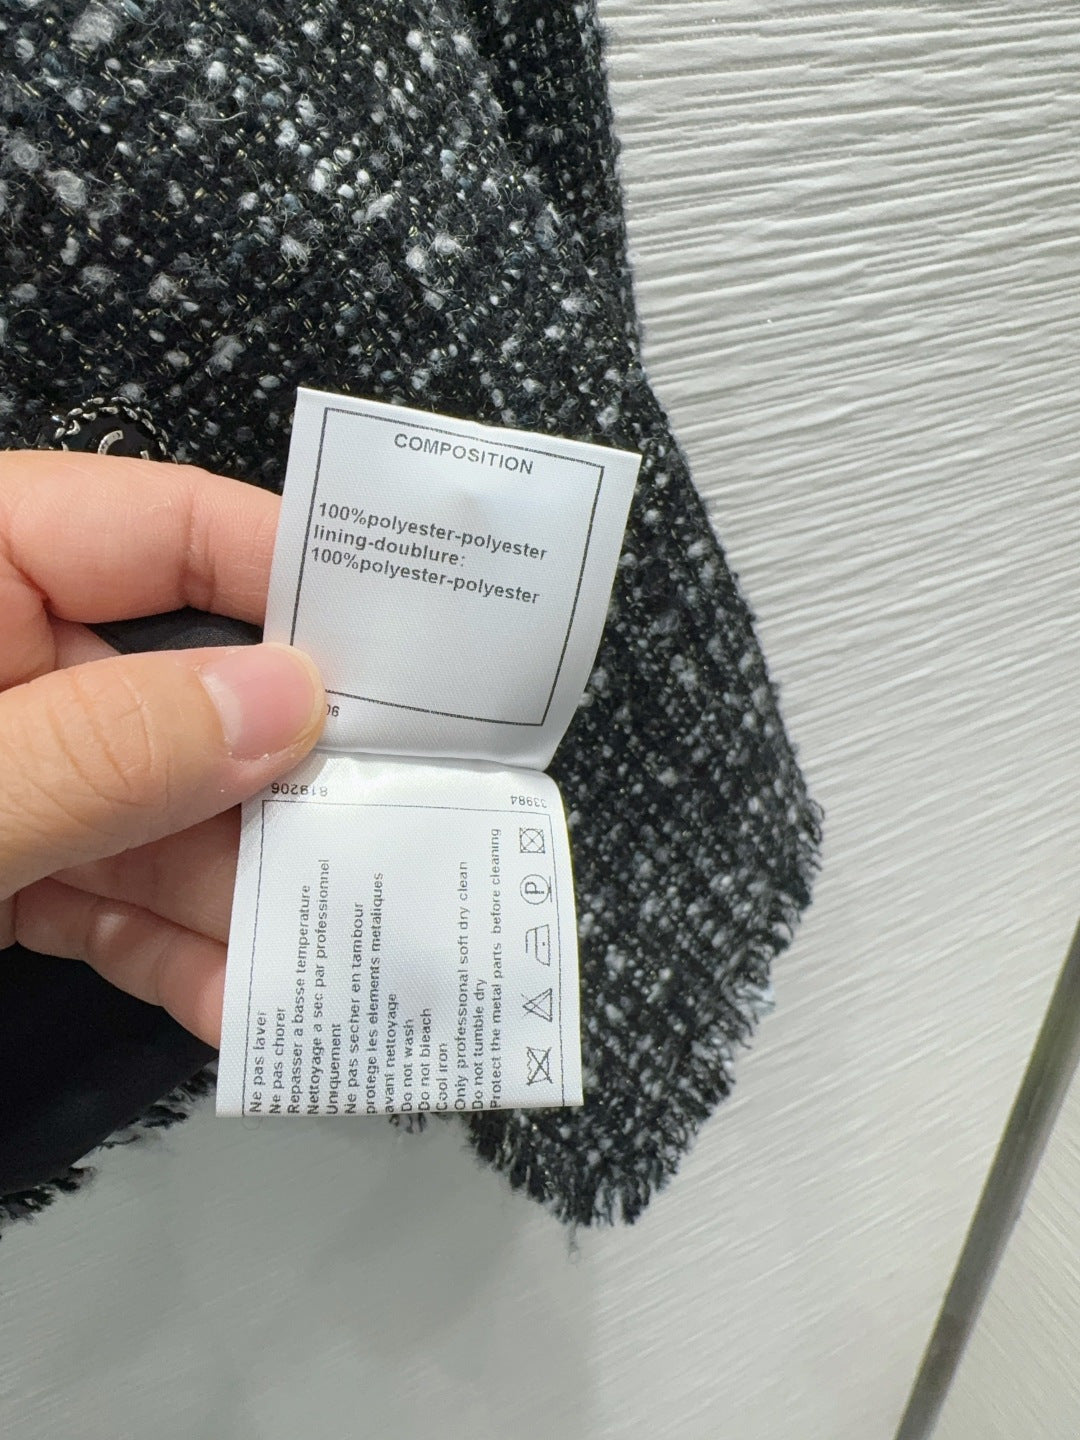 COMPOSITION
100%polyester-polyester
lining-doublure:
100%polyester-polyester
06
819206
33984
Ne pas laver
Ne pas chorer
Repasser a basse temperature
Nettoyage a sec par professionnel
Uniquement
Ne pas secher en tambour
protege les elements metaliques
avant nettoyage
Do not wash
Do not bleach
Cool iron
Only professional soft dry clean
Do not tumble dry
Protect the metal parts before cleaning
P